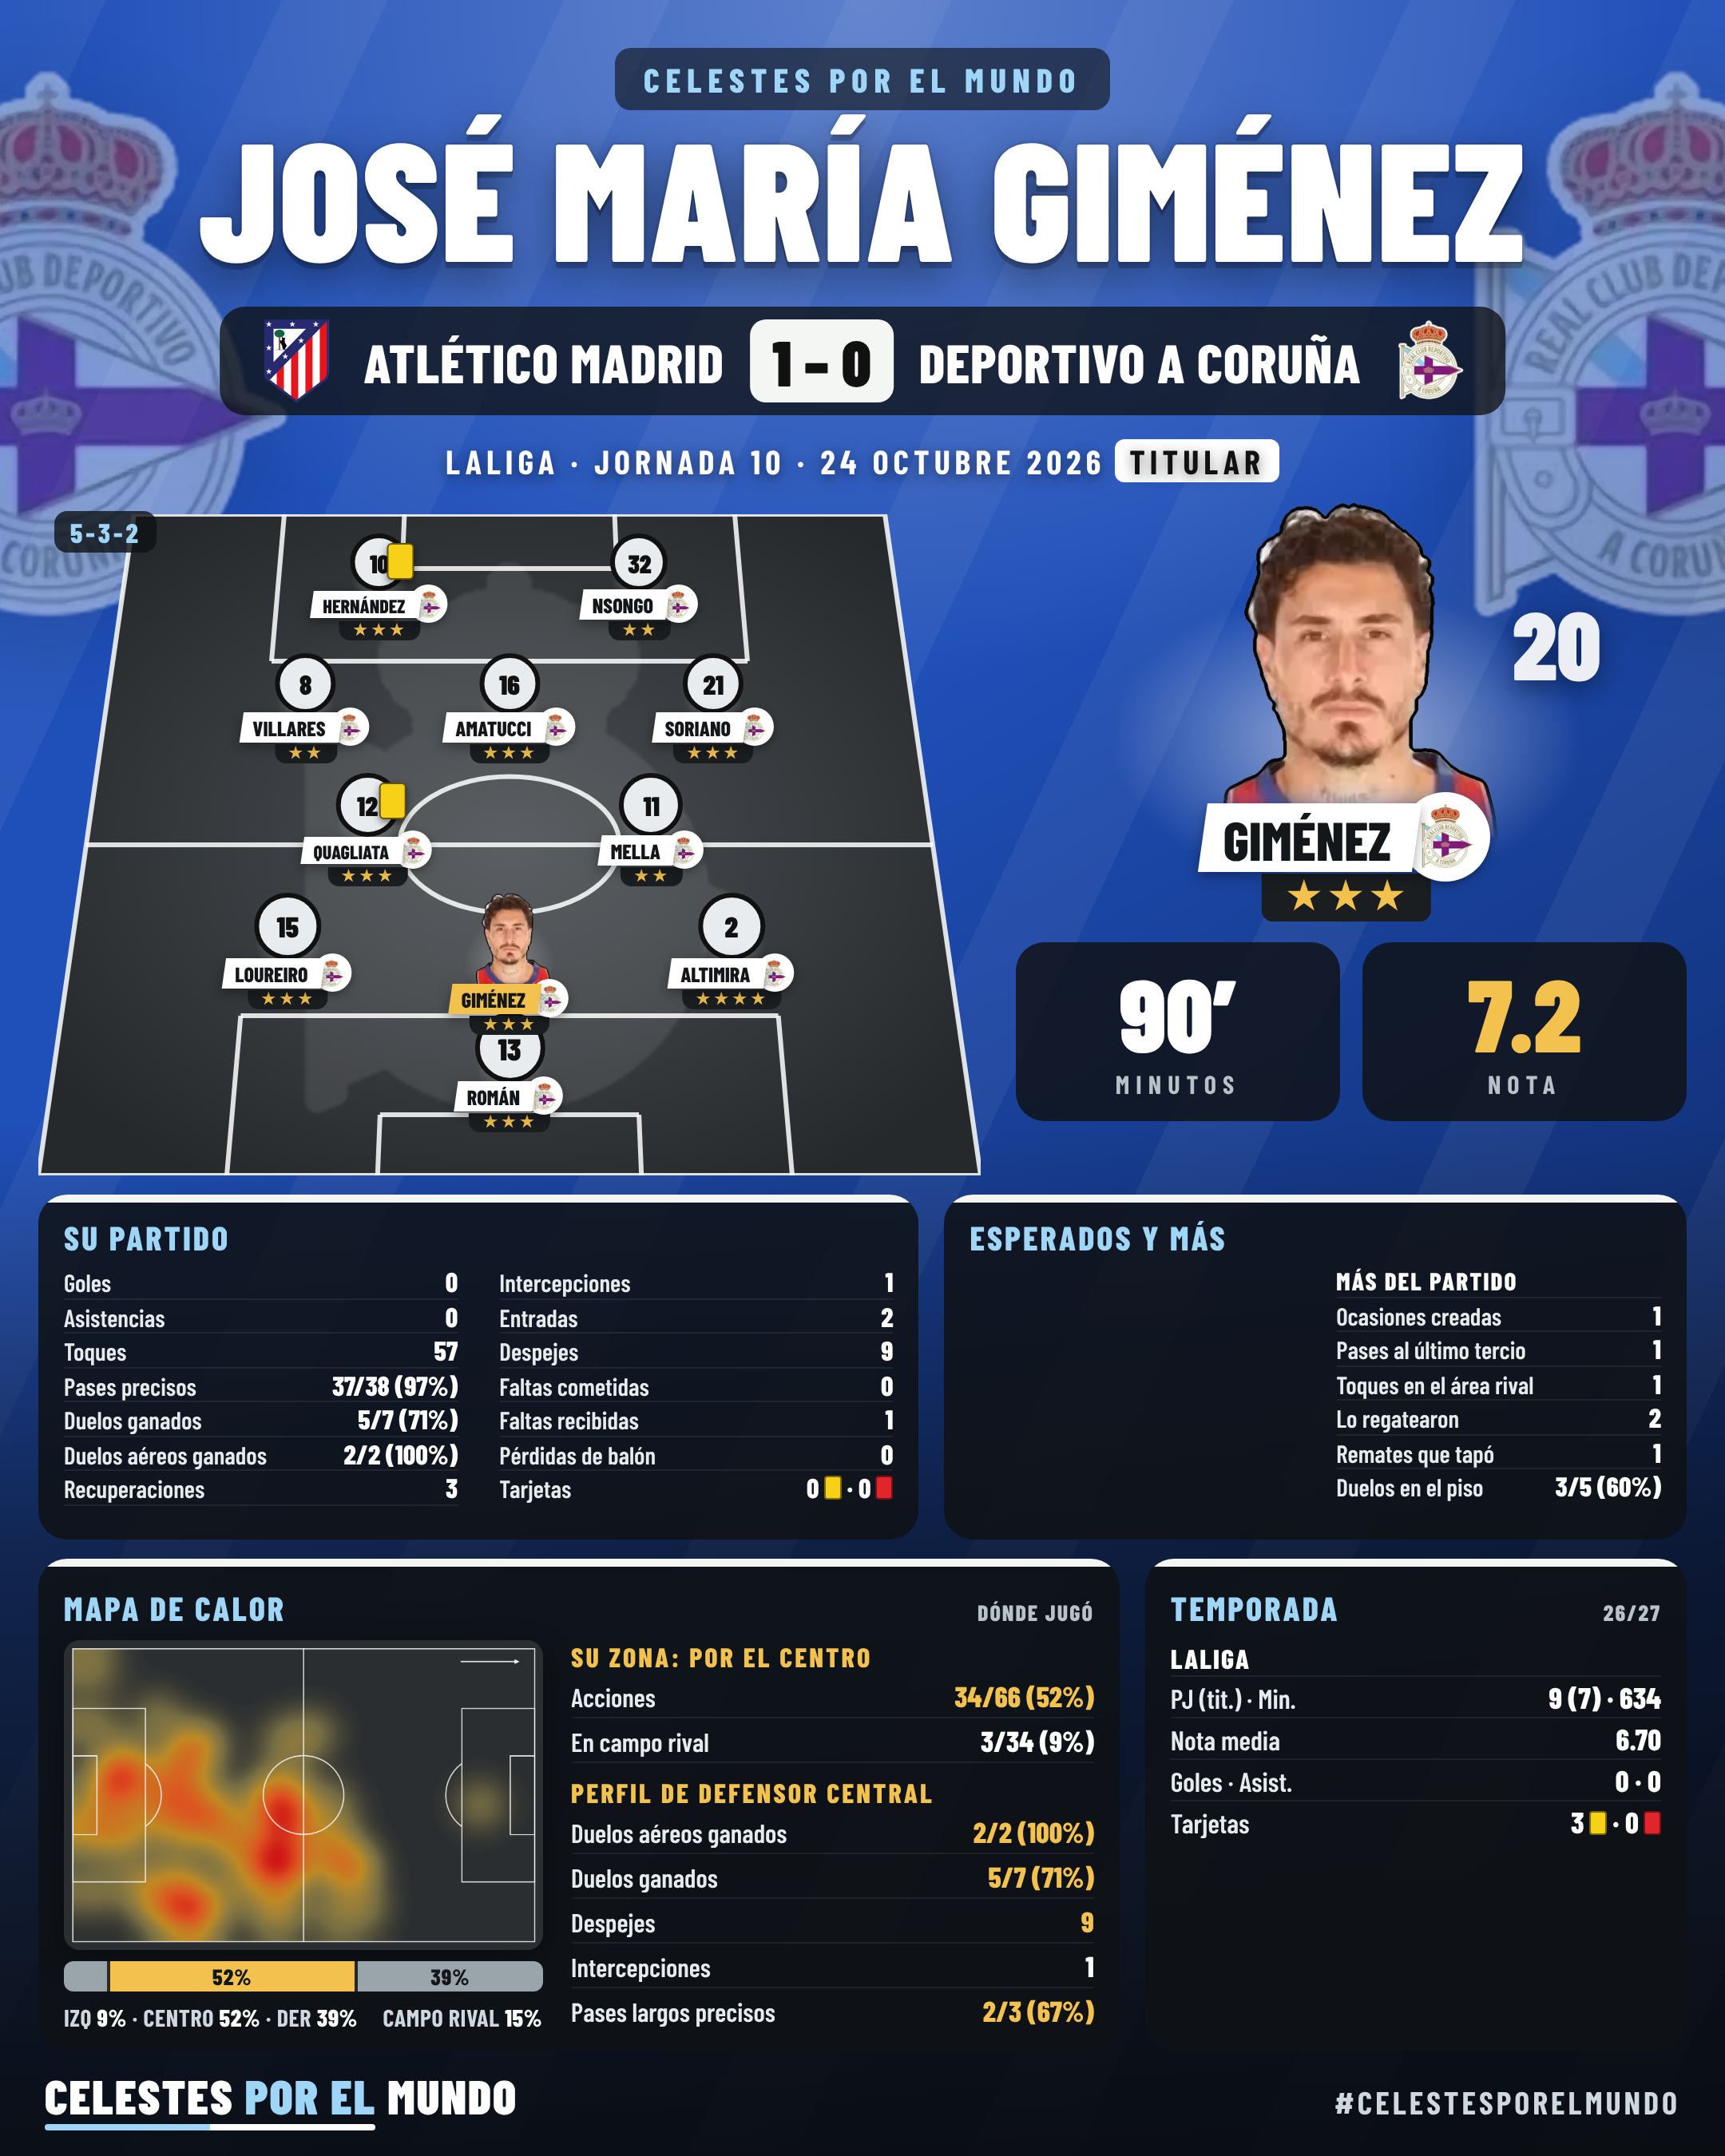 CELESTES POR EL MUNDO
JOSÉ MARÍA GIMÉNEZ
ATLÉTICO MADRID 1-0 DEPORTIVO A CORUÑA
LALIGA · JORNADA 10 · 24 OCTUBRE 2026 TITULAR
5-3-2
10
HERNÁNDEZ
32
NSONGO
8
VILLARES
16
AMATUCCI
21
SORIANO
12
QUAGLIATA
11
MELLA
15
LOUREIRO
GIMÉNEZ
2
ALTIMIRA
13
ROMÁN
20
GIMÉNEZ
90'
MINUTOS
7.2
NOTA
SU PARTIDO
Goles 0
Asistencias 0
Toques 57
Pases precisos 37/38 (97%)
Duelos ganados 5/7 (71%)
Duelos aéreos ganados 2/2 (100%)
Recuperaciones 3
Intercepciones 1
Entradas 2
Despejes 9
Faltas cometidas 0
Faltas recibidas 1
Pérdidas de balón 0
Tarjetas 0 · 0
ESPERADOS Y MÁS
MÁS DEL PARTIDO
Ocasiones creadas 1
Pases al último tercio 1
Toques en el área rival 1
Lo regatearon 2
Remates que tapó 1
Duelos en el piso 3/5 (60%)
MAPA DE CALOR
DÓNDE JUGÓ
52% 39%
IZQ 9% · CENTRO 52% · DER 39% CAMPO RIVAL 15%
SU ZONA: POR EL CENTRO
Acciones 34/66 (52%)
En campo rival 3/34 (9%)
PERFIL DE DEFENSOR CENTRAL
Duelos aéreos ganados 2/2 (100%)
Duelos ganados 5/7 (71%)
Despejes 9
Intercepciones 1
Pases largos precisos 2/3 (67%)
TEMPORADA 26/27
LALIGA
PJ (tit.) · Min. 9 (7) · 634
Nota media 6.70
Goles · Asist. 0 · 0
Tarjetas 3 · 0
CELESTES POR EL MUNDO
#CELESTESPORELMUNDO